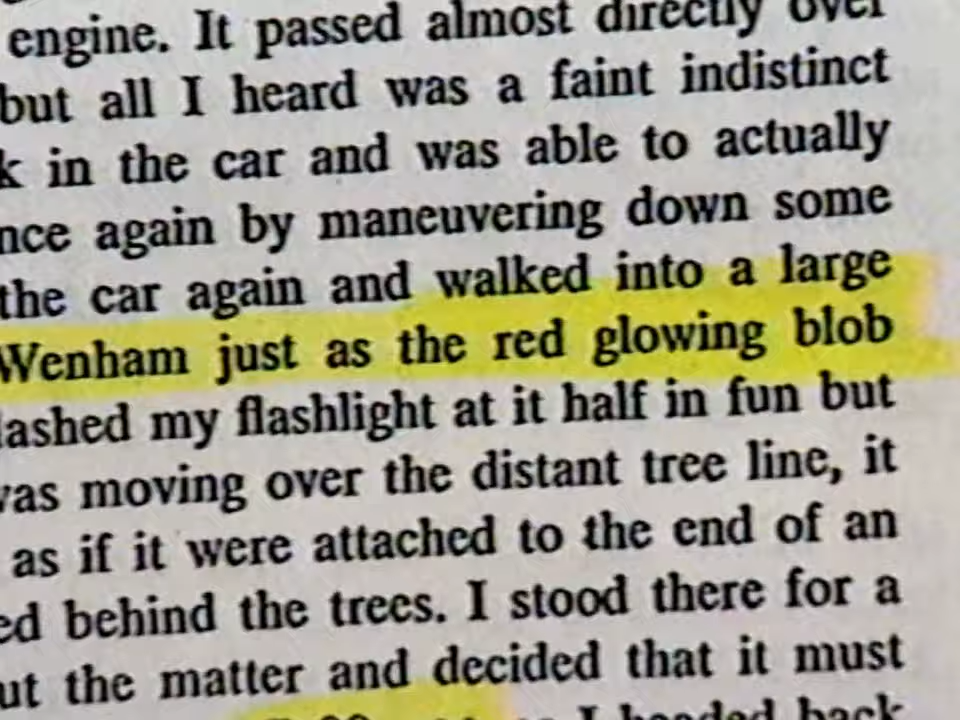 engine. It passed almost directly over
but all I heard was a faint indistinct
in the car and was able to actually
again by maneuvering down some
the car again and walked into a large
Wenham just as the red glowing blob
my flashlight at it half in fun but
moving over the distant tree line, it
as if it were attached to the end of an
behind the trees. I stood there for a
the matter and decided that it must
I headed back